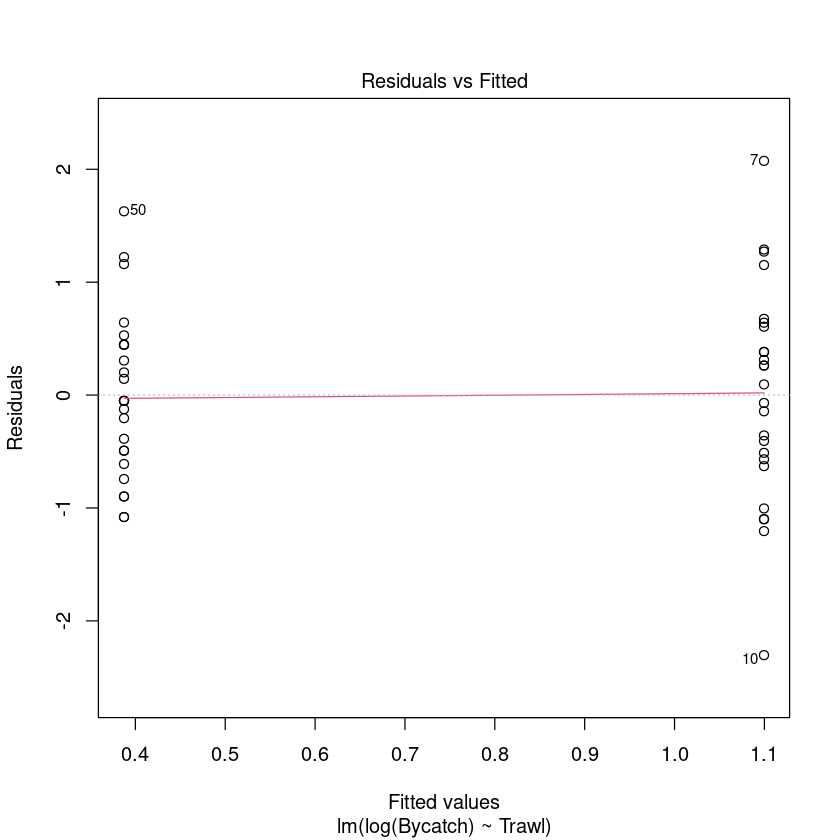 Residuals vs Fitted
Residuals
2
1
0
-1
-2
50
7
10
0.4 0.5 0.6 0.7 0.8 0.9 1.0 1.1
Fitted values
lm(log(Bycatch) ~ Trawl)